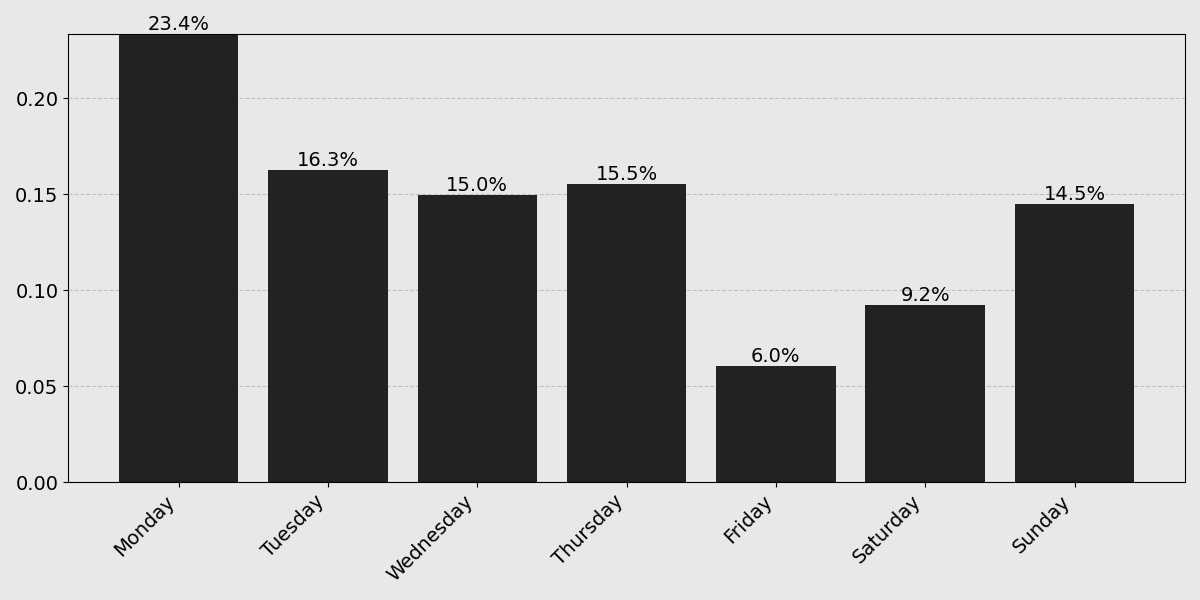 23.4%
16.3%
15.0%
15.5%
6.0%
9.2%
14.5%
0.20
0.15
0.10
0.05
0.00
Monday
Tuesday
Wednesday
Thursday
Friday
Saturday
Sunday